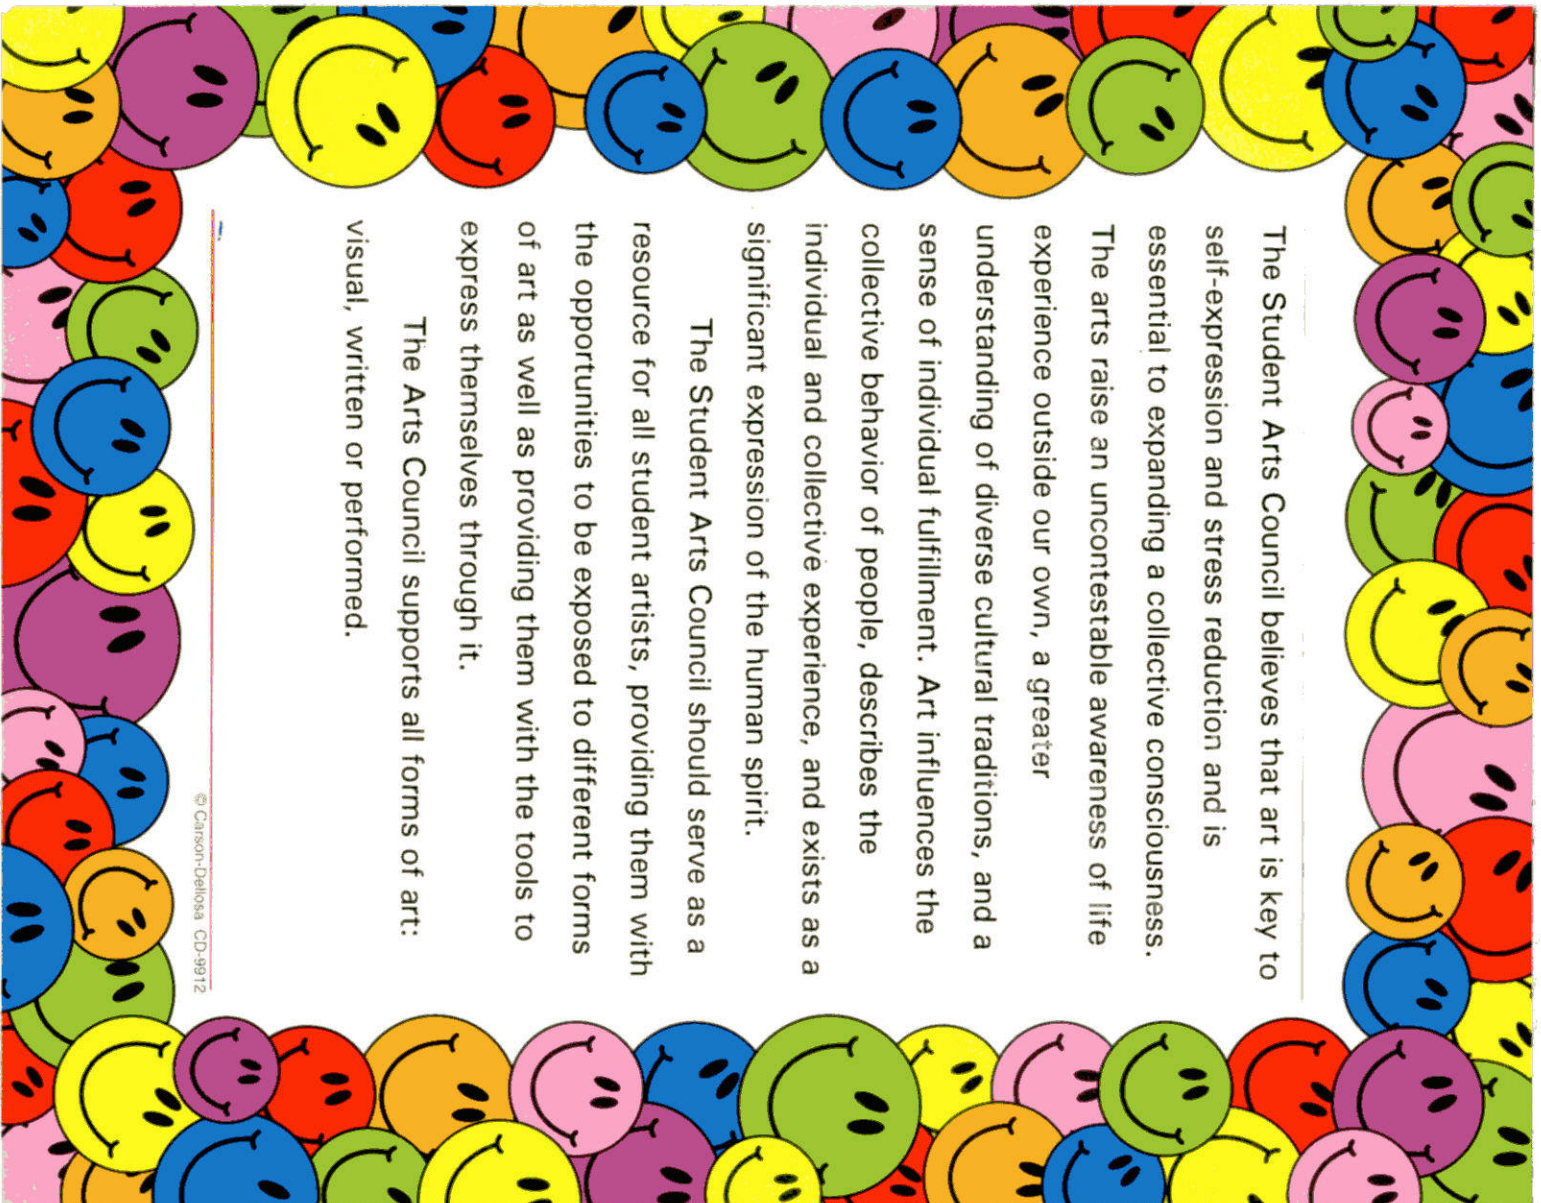 The Student Arts Council believes that art is key to
self-expression and stress reduction and is
essential to expanding a collective consciousness.
The arts raise an uncontestable awareness of life
experience outside our own, a greater
understanding of diverse cultural traditions, and a
sense of individual fulfillment. Art influences the
collective behavior of people, describes the
individual and collective experience, and exists as a
significant expression of the human spirit.
The Student Arts Council should serve as a
resource for all student artists, providing them with
the opportunities to be exposed to different forms
of art as well as providing them with the tools to
express themselves through it.
The Arts Council supports all forms of art:
visual, written or performed.
© Carson-Dellosa CD-9912